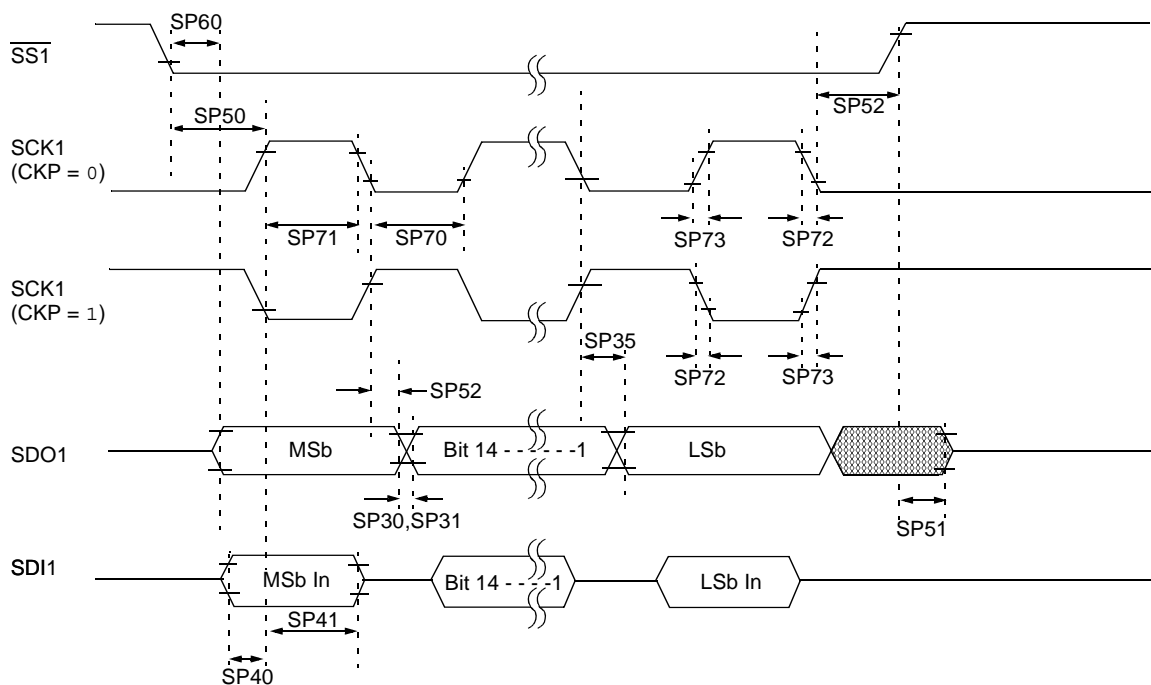 SP60
SS1
SP50
SP52
SCK1
(CKP = 0)
SP71
SP70
SP73
SP72
SCK1
(CKP = 1)
SP35
SP72
SP73
SP52
SDO1
MSb
Bit 14 - - - - - -1
LSb
SP30,SP31
SP51
SDI1
MSb In
Bit 14 - - - -1
LSb In
SP41
SP40